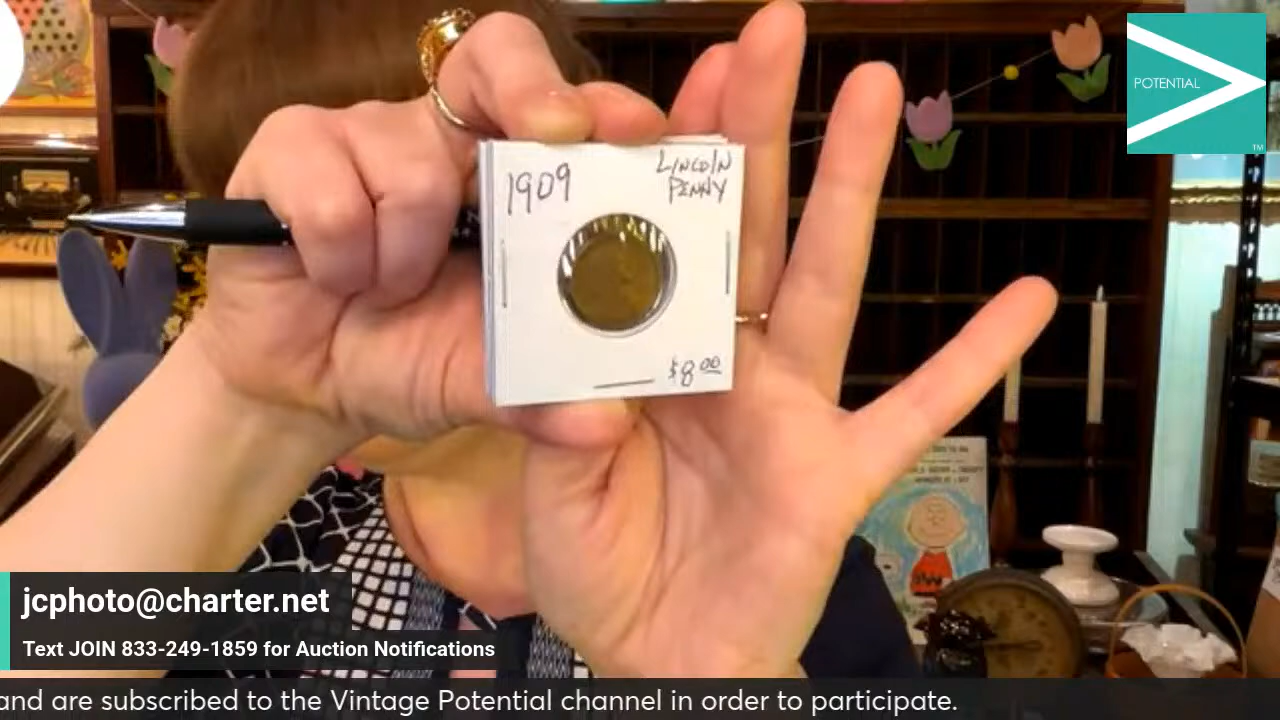 POTENTIAL
TM
1909
LINCOLN
PENNY
$8.00
jcphoto@charter.net
Text JOIN 833-249-1859 for Auction Notifications
and are subscribed to the Vintage Potential channel in order to participate.